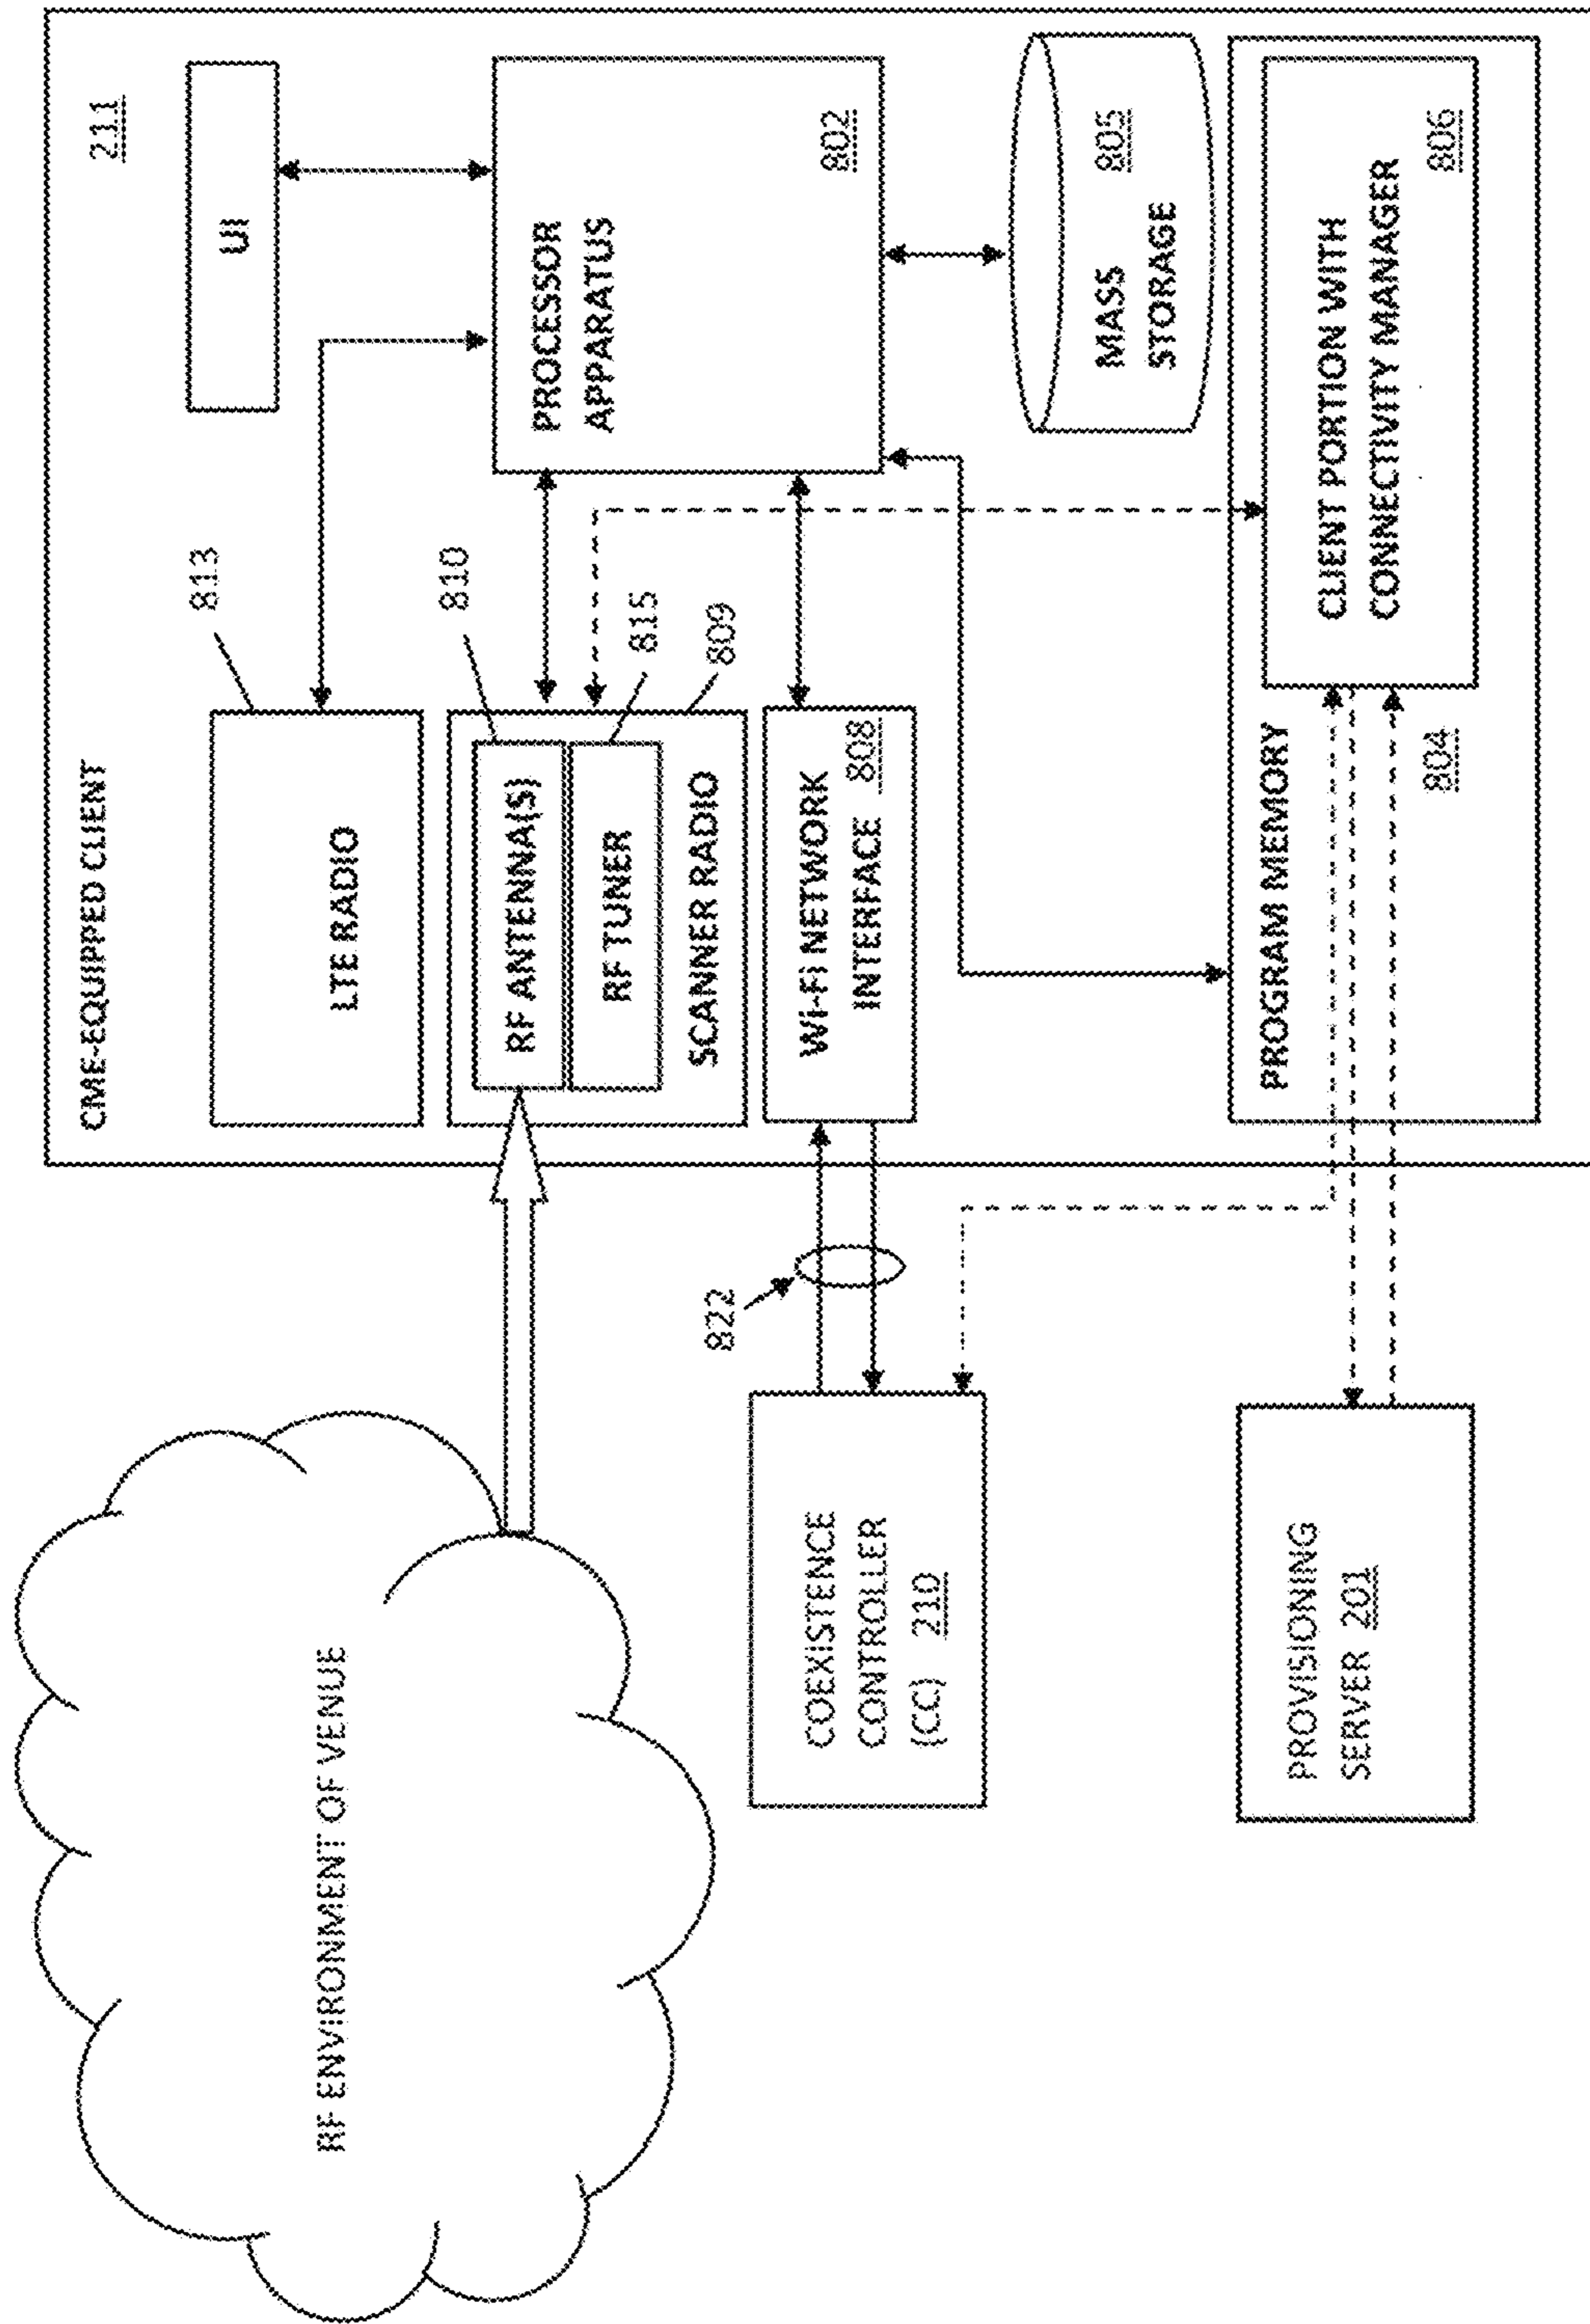 CME-EQUIPPED CLIENT
211
UI
813
LTE RADIO
810
RF ANTENNA(S)
815
RF TUNER
809
SCANNER RADIO
PROCESSOR
APPARATUS
802
RF ENVIRONMENT OF VENUE
822
WI-FI NETWORK
INTERFACE 808
COEXISTENCE
CONTROLLER
(CC) 210
MASS 805
STORAGE
PROVISIONING
SERVER 201
PROGRAM MEMORY
804
CLIENT PORTION WITH
CONNECTIVITY MANAGER
806